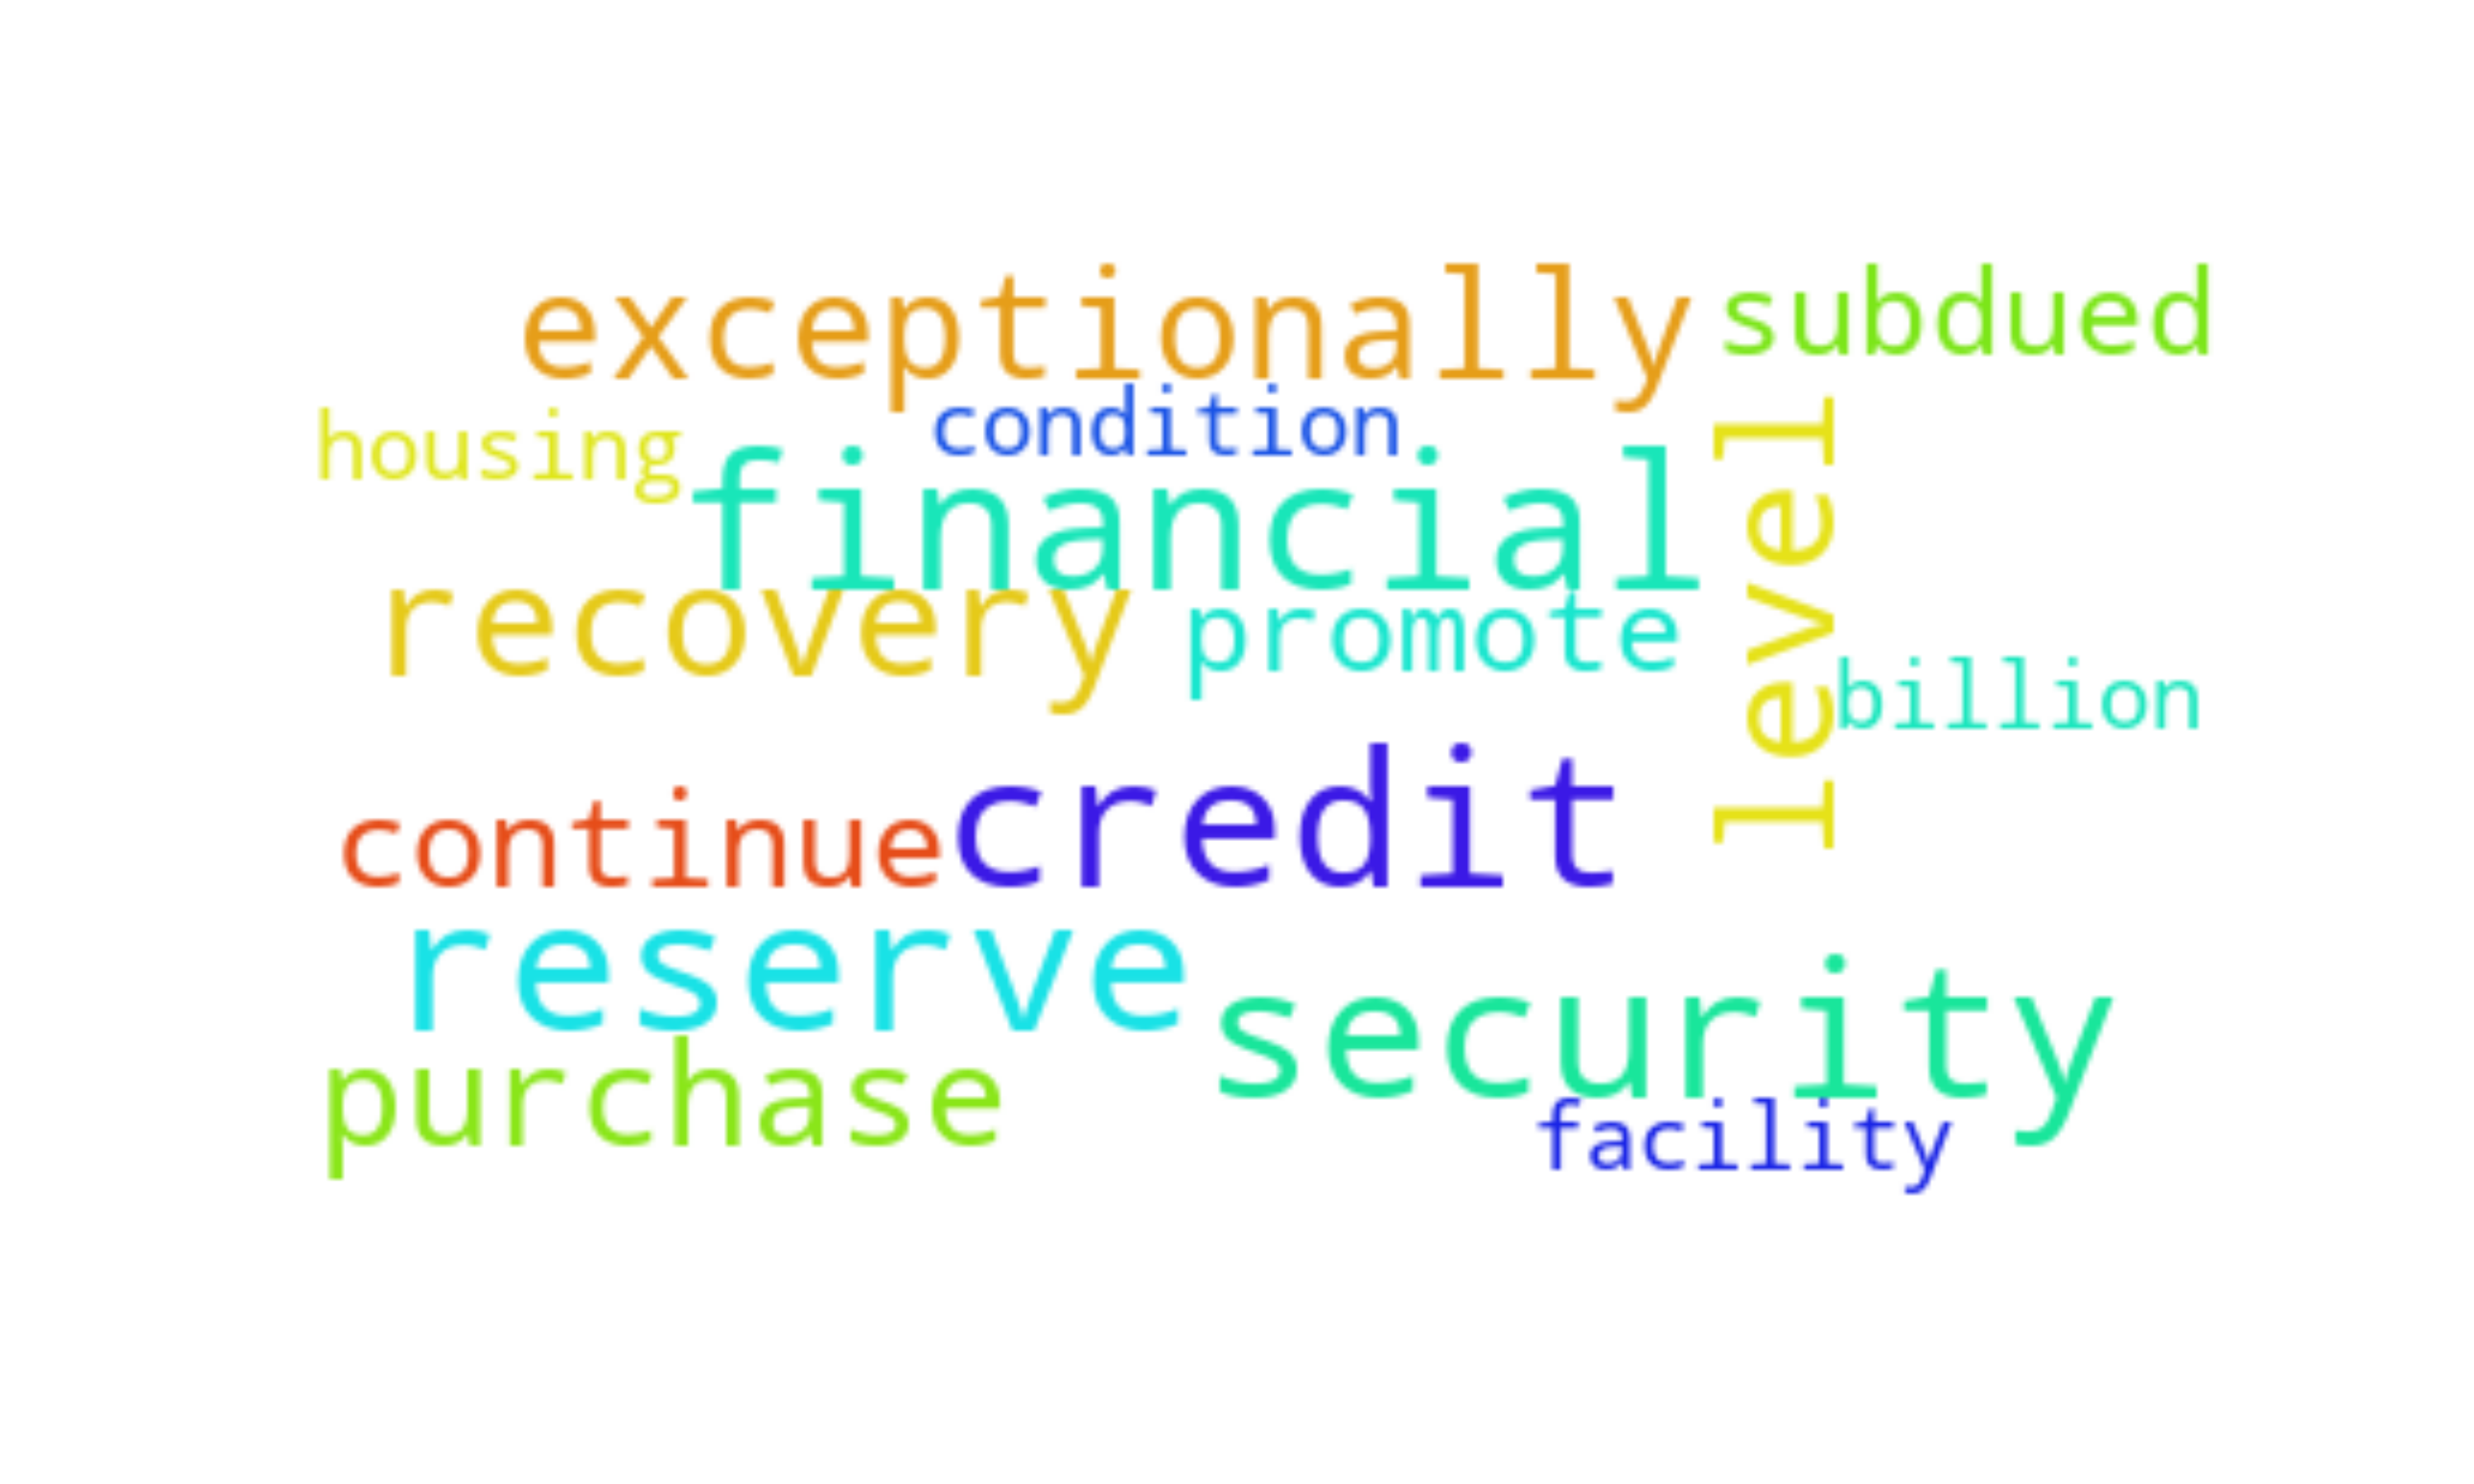 exceptionally
subdued
condition
housing
financial
level
recovery
promote
billion
credit
continue
reserve
security
purchase
facility